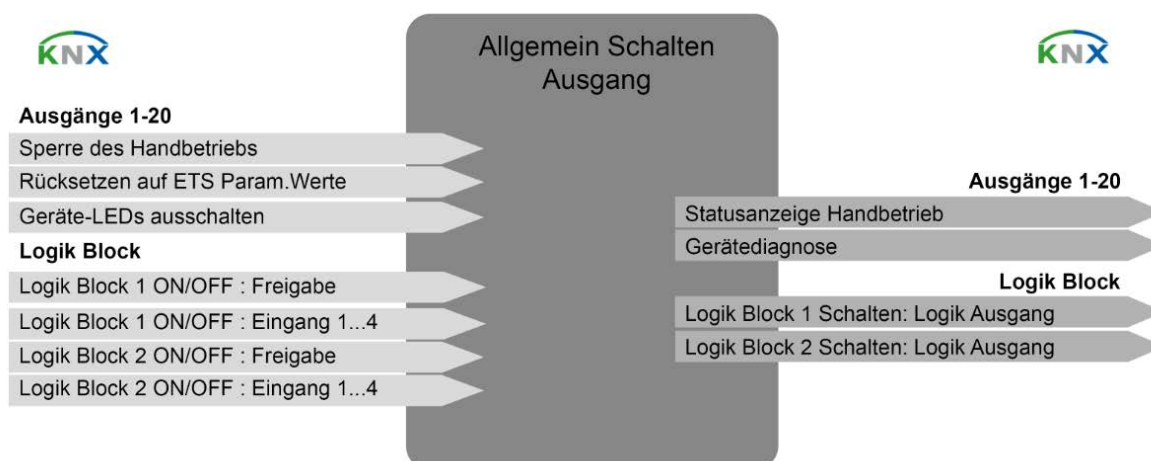 KNX
Allgemein Schalten
Ausgang
KNX
Ausgänge 1-20
Sperre des Handbetriebs
Rücksetzen auf ETS Param.Werte
Geräte-LEDs ausschalten
Logik Block
Logik Block 1 ON/OFF : Freigabe
Logik Block 1 ON/OFF : Eingang 1...4
Logik Block 2 ON/OFF : Freigabe
Logik Block 2 ON/OFF : Eingang 1...4
Ausgänge 1-20
Statusanzeige Handbetrieb
Gerätediagnose
Logik Block
Logik Block 1 Schalten: Logik Ausgang
Logik Block 2 Schalten: Logik Ausgang